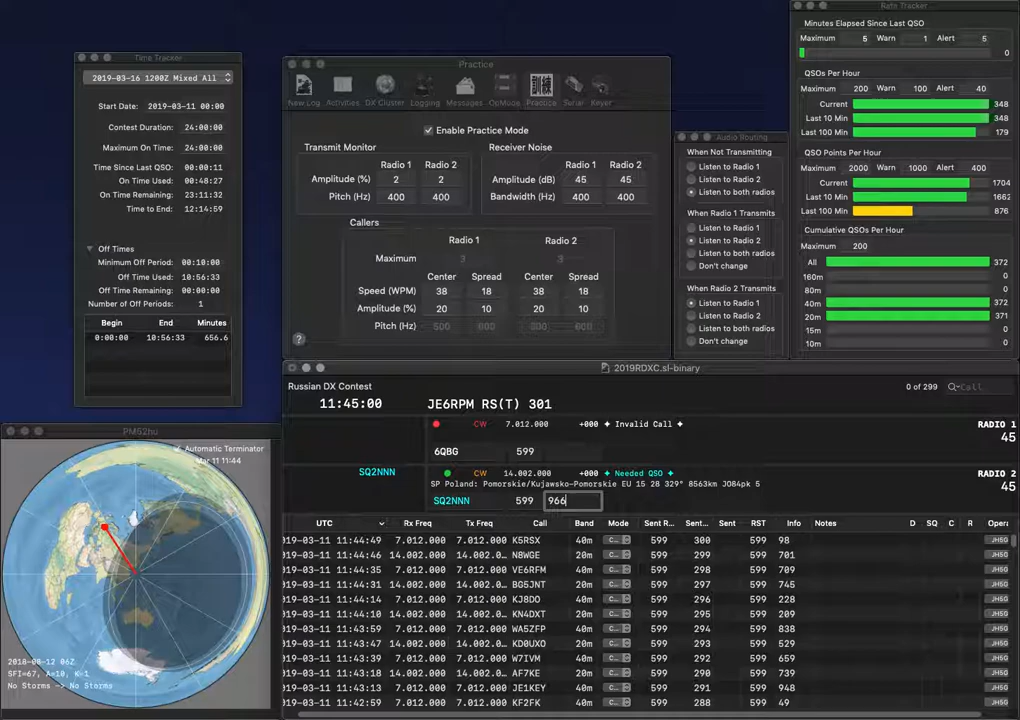 Time Tracker
2019-03-16 1200Z Mixed All
Start Date: 2019-03-11 00:00
Contest Duration: 24:00:00
Maximum On Time: 24:00:00
Time Since Last QSO: 00:00:11
On Time Used: 00:48:27
On Time Remaining: 23:11:32
Time to End: 12:14:59
Off Times
Minimum Off Period: 00:10:00
Off Time Used: 10:56:33
Off Time Remaining: 00:00:00
Number of Off Periods: 1
Begin End Minutes
0:00:00 10:56:33 656.6
Practice
New Log Activities DX Cluster Logging Messages OpMode Practice Serial Keyer
訓練
Enable Practice Mode
Transmit Monitor
Radio 1 Radio 2
Amplitude (%) 2 2
Pitch (Hz) 400 400
Receiver Noise
Radio 1 Radio 2
Amplitude (dB) 45 45
Bandwidth (Hz) 400 400
Callers
Radio 1 Radio 2
Maximum 3 3
Center Spread Center Spread
Speed (WPM) 38 18 38 18
Amplitude (%) 20 10 20 10
Pitch (Hz) 500 600 500 600
?
Audio Routing
When Not Transmitting
Listen to Radio 1
Listen to Radio 2
Listen to both radios
When Radio 1 Transmits
Listen to Radio 1
Listen to Radio 2
Listen to both radios
Don't change
When Radio 2 Transmits
Listen to Radio 1
Listen to Radio 2
Listen to both radios
Don't change
Rate Tracker
Minutes Elapsed Since Last QSO
Maximum 5 Warn 1 Alert 5
0
QSOs Per Hour
Maximum 200 Warn 100 Alert 40
Current 348
Last 10 Min 348
Last 100 Min 179
QSO Points Per Hour
Maximum 2000 Warn 1000 Alert 400
Current 1704
Last 10 Min 1662
Last 100 Min 876
Cumulative QSOs Per Hour
Maximum 200
All 372
160m 0
80m 0
40m 372
20m 371
15m 0
10m 0
PM52hu
Automatic Terminator
Mar 11 11:44
2018-08-12 06Z
SFI=67, A=10, K=1
No Storms -> No Storms
2019RDXC.sl-binary
Russian DX Contest 0 of 299 Call
11:45:00 JE6RPM RS(T) 301
CW 7.012.000 +000 ✦ Invalid Call ✦ RADIO 1
45
6QBG 599
SQ2NNN CW 14.002.000 +000 ✦ Needed QSO ✦ RADIO 2
SP Poland: Pomorskie/Kujawsko-Pomorskie EU 15 28 329° 8563km JO84pk 5 45
SQ2NNN 599 966
UTC Rx Freq Tx Freq Call Band Mode Sent R... Sent... Sent RST Info Notes D SQ C R Opera
019-03-11 11:44:49 7.012.000 7.012.000 K5RSX 40m C... 599 300 599 98 JH5G
019-03-11 11:44:46 14.002.000 14.002.0... N8WGE 20m C... 599 299 599 701 JH5G
019-03-11 11:44:35 7.012.000 7.012.000 VE6RFM 40m C... 599 298 599 709 JH5G
019-03-11 11:44:31 14.002.000 14.002.0... BG5JNT 20m C... 599 297 599 745 JH5G
019-03-11 11:44:16 7.012.000 7.012.000 KJ8DO 40m C... 599 296 599 228 JH5G
019-03-11 11:44:10 14.002.000 14.002.0... KN4DXT 20m C... 599 295 599 209 JH5G
019-03-11 11:43:59 7.012.000 7.012.000 WA5ZFP 40m C... 599 294 599 838 JH5G
019-03-11 11:43:47 14.002.000 14.002.0... KD0UXO 20m C... 599 293 599 529 JH5G
019-03-11 11:43:39 7.012.000 7.012.000 W7IVM 40m C... 599 292 599 659 JH5G
019-03-11 11:43:18 14.002.000 14.002.0... AF7KE 20m C... 599 290 599 739 JH5G
019-03-11 11:43:13 7.012.000 7.012.000 JE1KEY 40m C... 599 291 599 948 JH5G
019-03-11 11:42:59 7.012.000 7.012.000 KF2FK 40m C... 599 288 599 49 JH5G